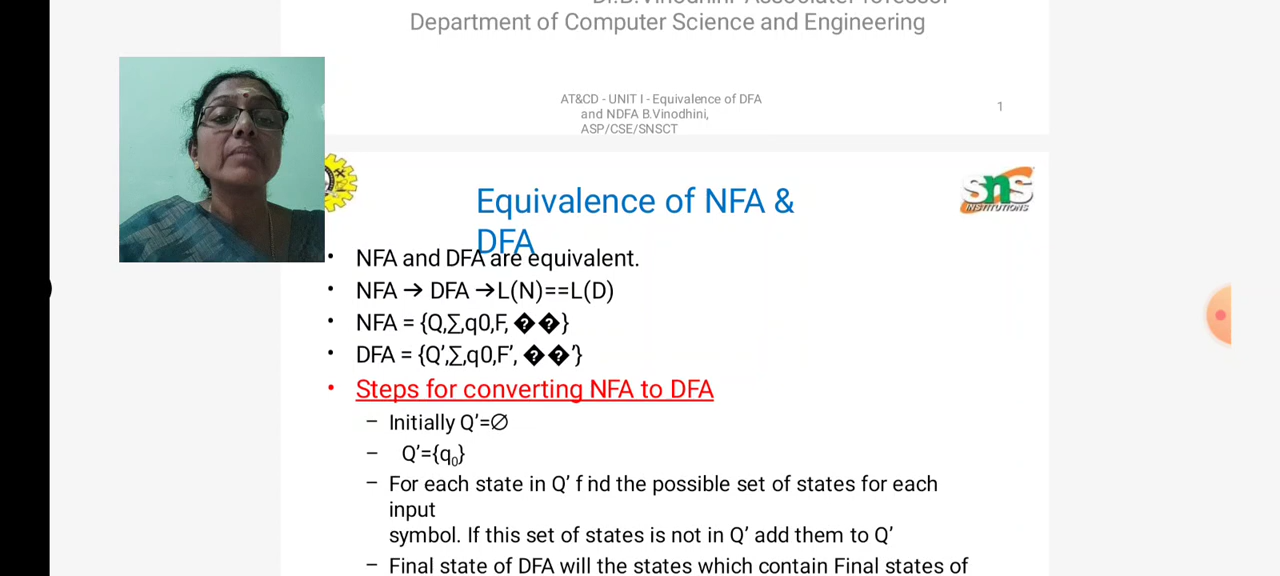 Department of Computer Science and Engineering
AT&CD - UNIT I - Equivalence of DFA
and NDFA B.Vinodhini,
ASP/CSE/SNSCT
1
sns
INSTITUTIONS
Equivalence of NFA &
DFA
• NFA and DFA are equivalent.
• NFA → DFA →L(N)==L(D)
• NFA = {Q,∑,q0,F, ��}
• DFA = {Q’,∑,q0,F’, ��’}
• Steps for converting NFA to DFA
– Initially Q’=∅
– Q’={q₀}
– For each state in Q’ find the possible set of states for each
input
symbol. If this set of states is not in Q’ add them to Q’
– Final state of DFA will the states which contain Final states of